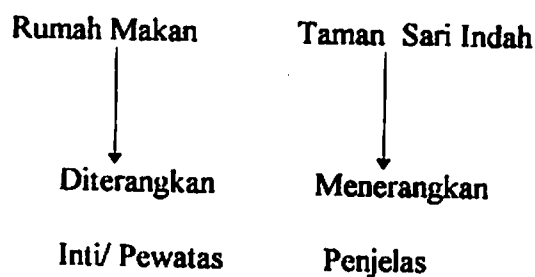 Rumah Makan Taman Sari Indah
Diterangkan Menerangkan
Inti/ Pewatas Penjelas